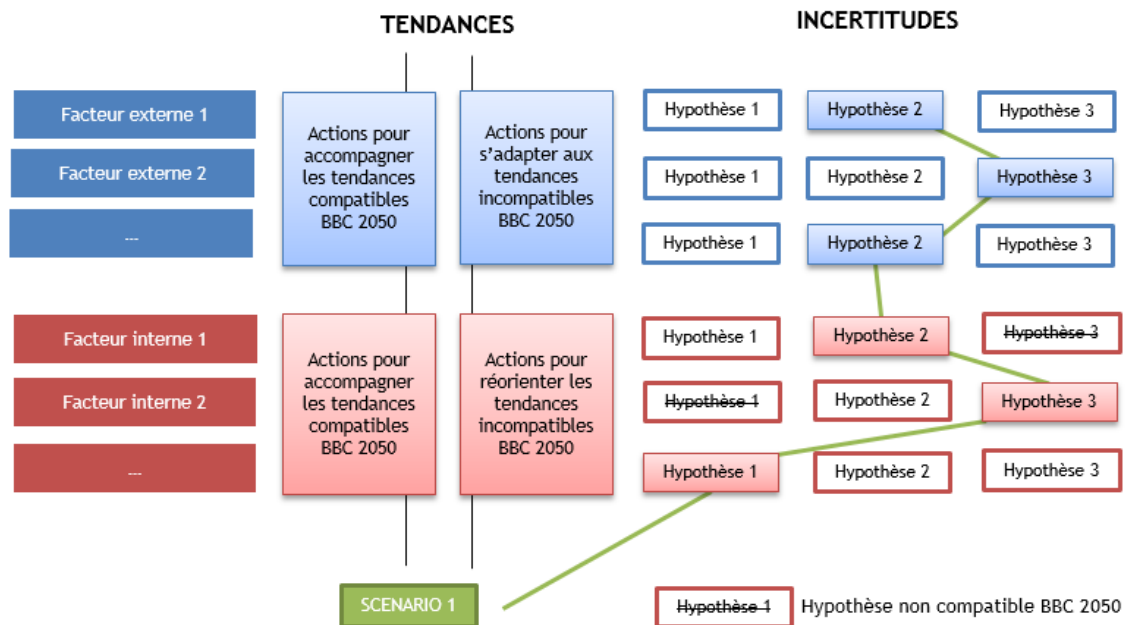 TENDANCES
INCERTITUDES
Facteur externe 1
Facteur externe 2
...
Actions pour
accompagner
les tendances
compatibles
BBC 2050
Actions pour
s'adapter aux
tendances
incompatibles
BBC 2050
Hypothèse 1
Hypothèse 2
Hypothèse 3
Hypothèse 1
Hypothèse 2
Hypothèse 3
Hypothèse 1
Hypothèse 2
Hypothèse 3
Facteur interne 1
Facteur interne 2
...
Actions pour
accompagner
les tendances
compatibles
BBC 2050
Actions pour
réorienter les
tendances
incompatibles
BBC 2050
Hypothèse 1
Hypothèse 2
Hypothèse 3
Hypothèse 1
Hypothèse 2
Hypothèse 3
Hypothèse 1
Hypothèse 2
Hypothèse 3
SCENARIO 1
Hypothèse 1 Hypothèse non compatible BBC 2050